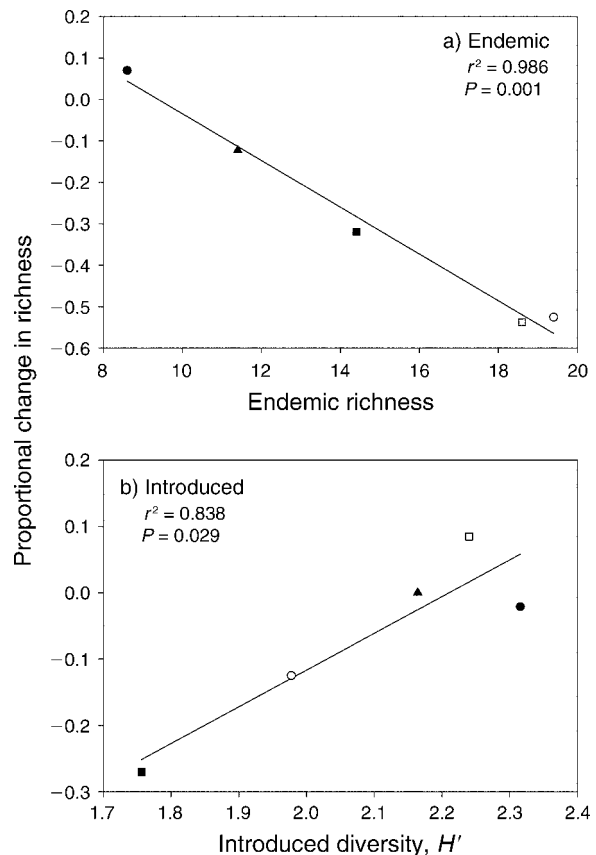 Proportional change in richness
a) Endemic
r² = 0.986
P = 0.001
0.2
0.1
0.0
−0.1
−0.2
−0.3
−0.4
−0.5
−0.6
8 10 12 14 16 18 20
Endemic richness
b) Introduced
r² = 0.838
P = 0.029
0.2
0.1
0.0
−0.1
−0.2
−0.3
1.7 1.8 1.9 2.0 2.1 2.2 2.3 2.4
Introduced diversity, H′